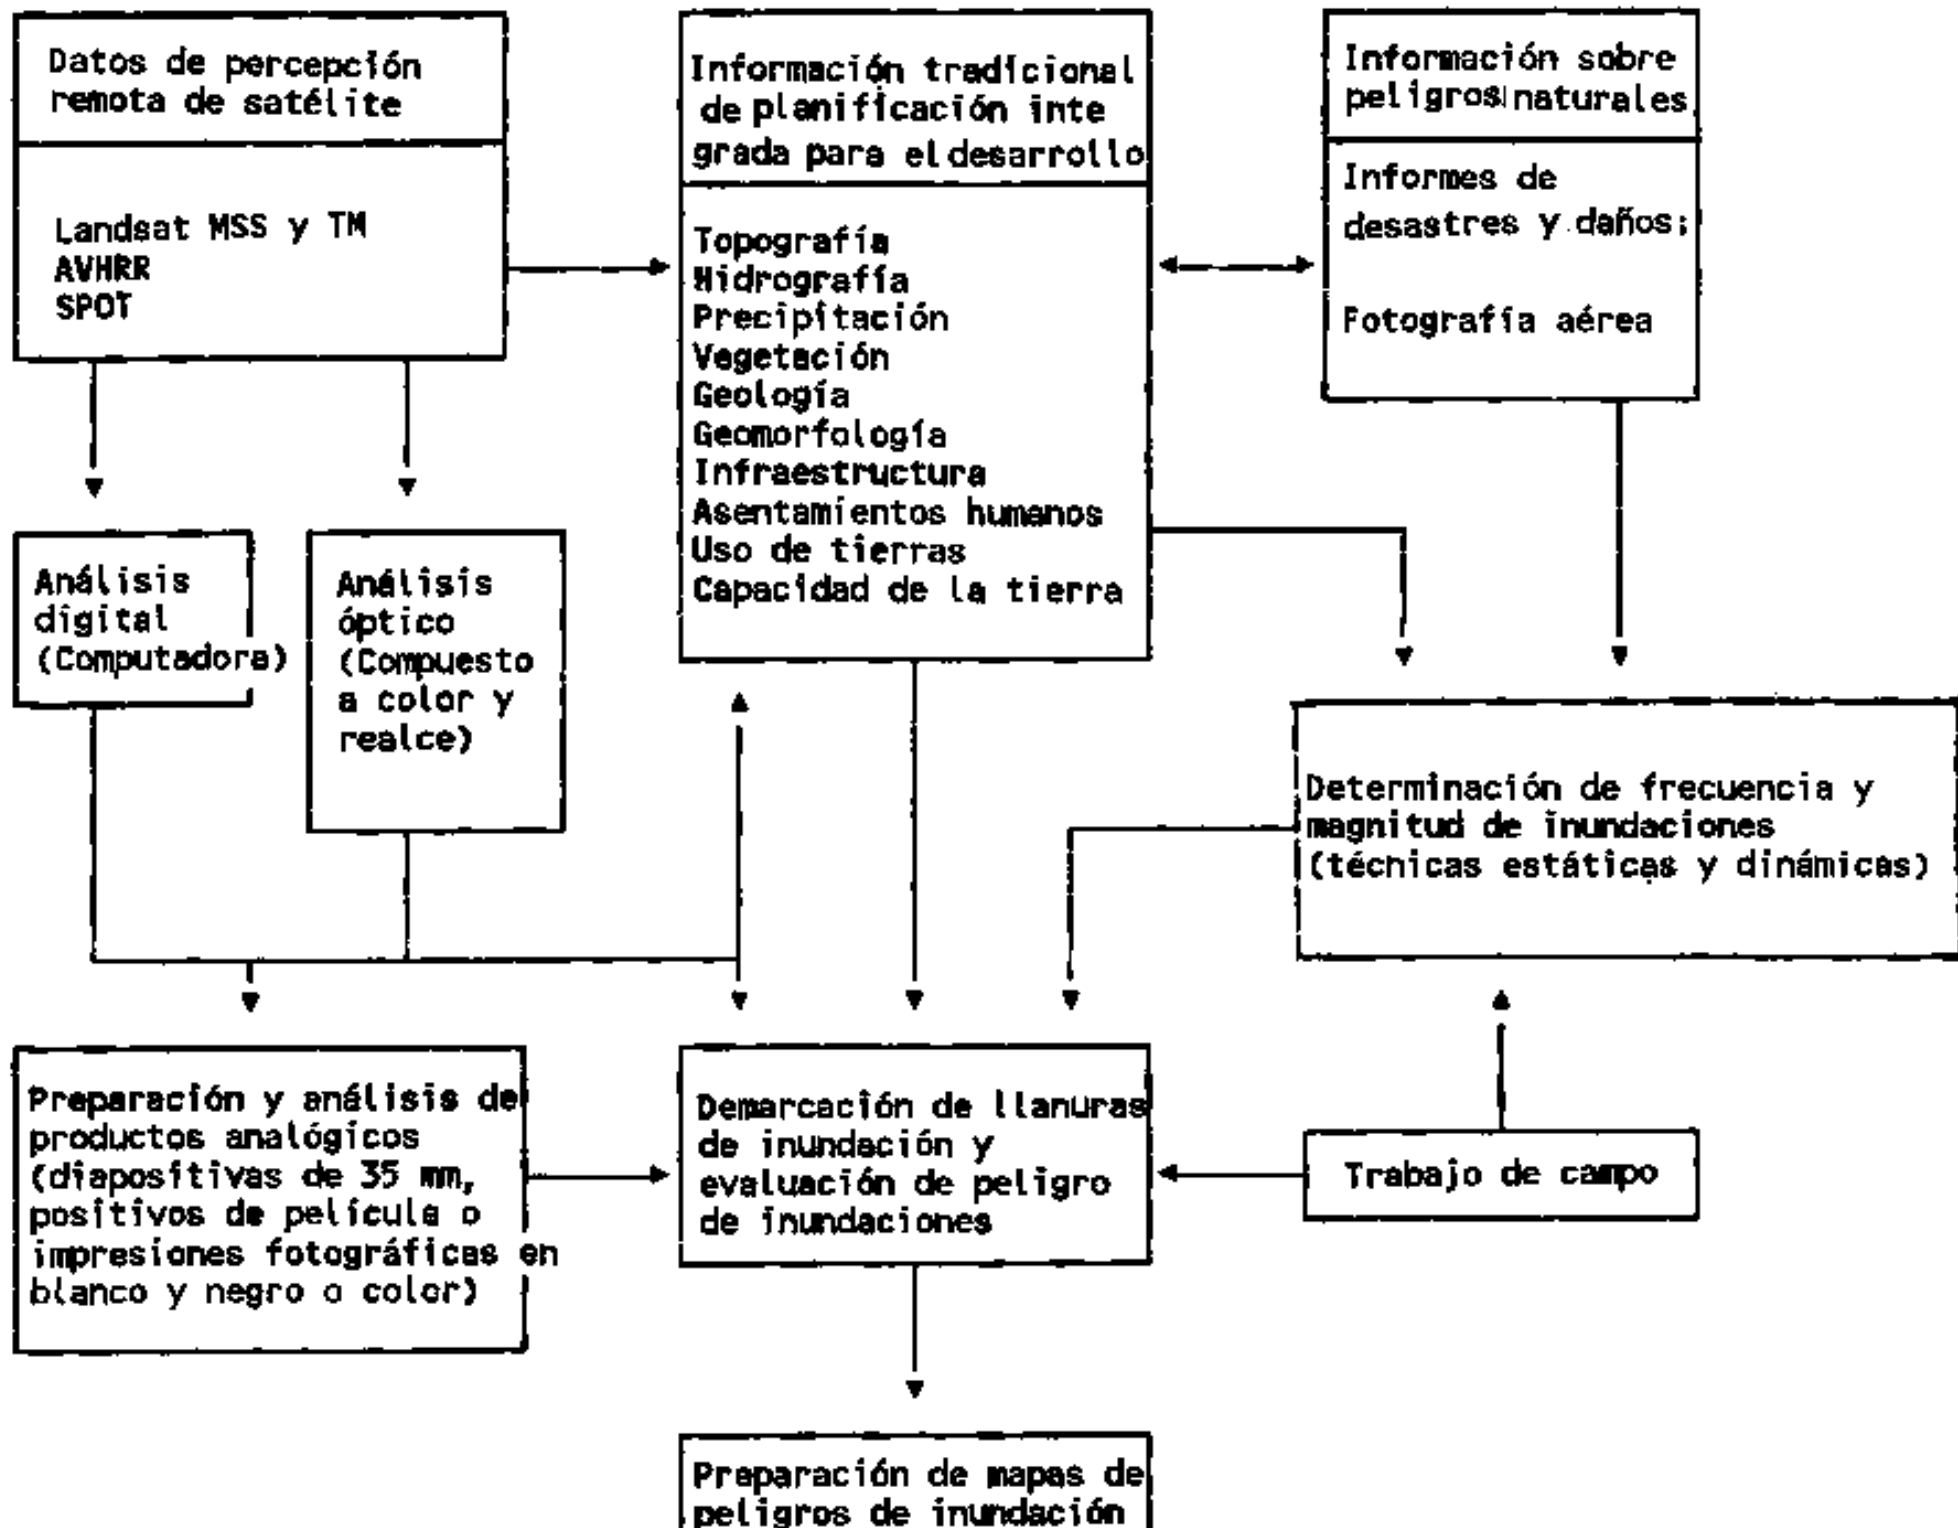 Datos de percepción
remota de satélite
Landsat MSS y TM
AVHRR
SPOT
Información tradicional
de planificación inte
grada para el desarrollo
Topografía
Hidrografía
Precipitación
Vegetación
Geología
Geomorfología
Infraestructura
Asentamientos humanos
Uso de tierras
Capacidad de la tierra
Información sobre
peligros naturales
Informes de
desastres y daños;
Fotografía aérea
Análisis
digital
(Computadora)
Análisis
óptico
(Compuesto
a color y
realce)
Determinación de frecuencia y
magnitud de inundaciones
(técnicas estáticas y dinámicas)
Preparación y análisis de
productos analógicos
(diapositivas de 35 mm,
positivos de película o
impresiones fotográficas en
blanco y negro o color)
Demarcación de llanuras
de inundación y
evaluación de peligro
de inundaciones
Trabajo de campo
Preparación de mapas de
peligros de inundación